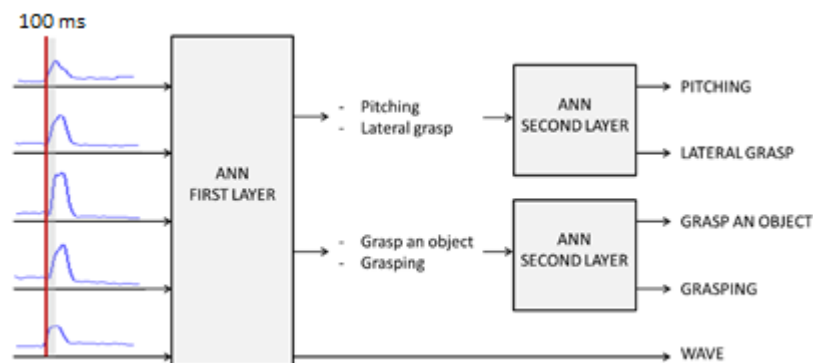 100 ms
ANN
FIRST LAYER
- Pitching
- Lateral grasp
ANN
SECOND LAYER
PITCHING
LATERAL GRASP
- Grasp an object
- Grasping
ANN
SECOND LAYER
GRASP AN OBJECT
GRASPING
WAVE